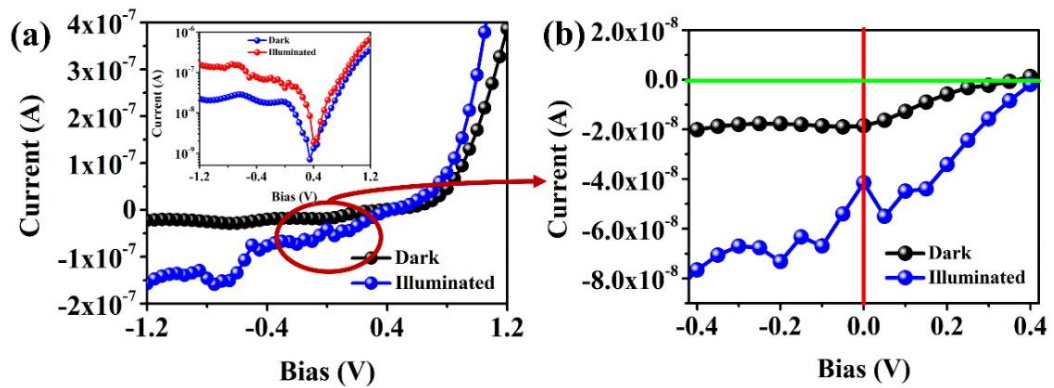 (a)
4x10⁻⁷
3x10⁻⁷
2x10⁻⁷
1x10⁻⁷
0
-1x10⁻⁷
-2x10⁻⁷
Current (A)
-1.2
-0.4
0.4
1.2
Bias (V)
Dark
Illuminated
10⁻⁶
10⁻⁷
10⁻⁸
10⁻⁹
Current (A)
Dark
Illuminated
-1.2
-0.4
0.4
1.2
Bias (V)
(b)
2.0x10⁻⁸
0.0
-2.0x10⁻⁸
-4.0x10⁻⁸
-6.0x10⁻⁸
-8.0x10⁻⁸
Current (A)
Dark
Illuminated
-0.4
-0.2
0.0
0.2
0.4
Bias (V)